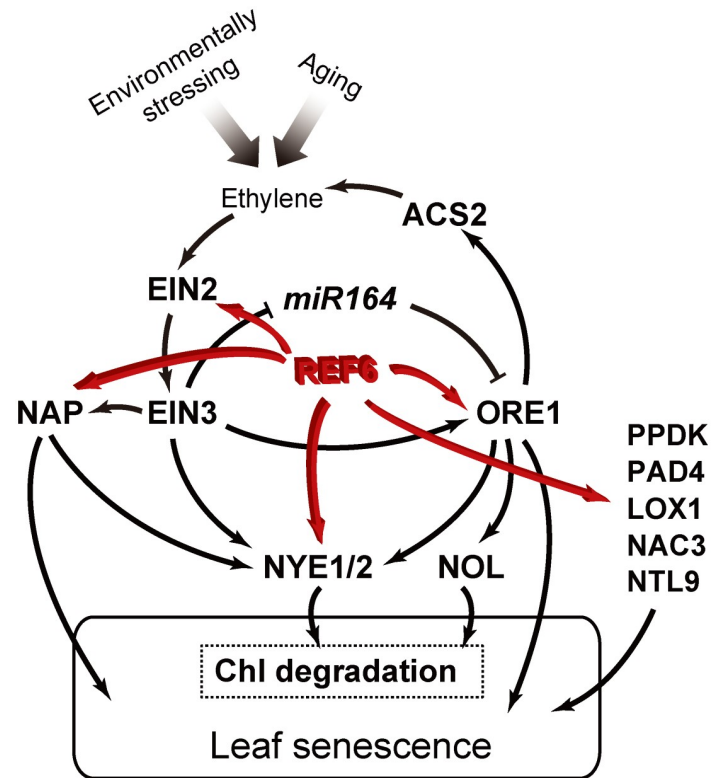 Environmentally
stressing
Aging
Ethylene
ACS2
EIN2
miR164
REF6
NAP
EIN3
ORE1
PPDK
PAD4
LOX1
NAC3
NTL9
NYE1/2
NOL
Chl degradation
Leaf senescence